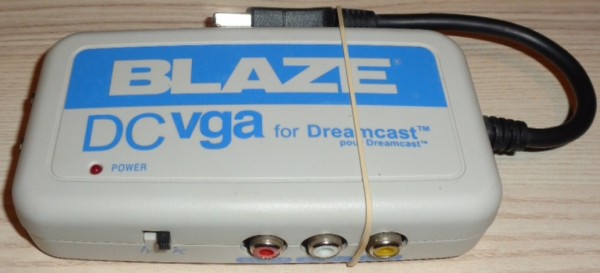 BLAZE
DC vga for Dreamcast™
pour Dreamcast™
POWER